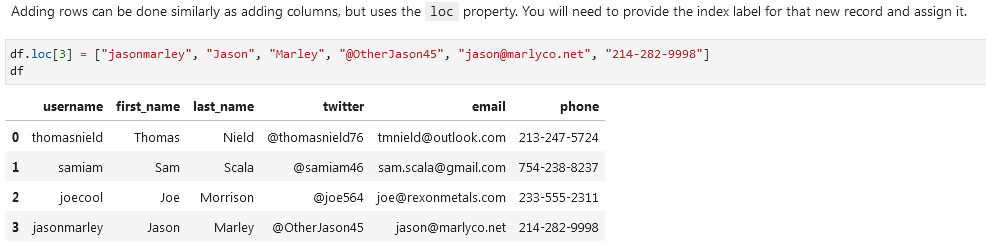 Adding rows can be done similarly as adding columns, but uses the loc property. You will need to provide the index label for that new record and assign it.
df.loc[3] = ["jasonmarley", "Jason", "Marley", "@OtherJason45", "jason@marlyco.net", "214-282-9998"]
df
username first_name last_name twitter email phone
0 thomasnield Thomas Nield @thomasnield76 tmnield@outlook.com 213-247-5724
1 samiam Sam Scala @samiam46 sam.scala@gmail.com 754-238-8237
2 joecool Joe Morrison @joe564 joe@rexonmetals.com 233-555-2311
3 jasonmarley Jason Marley @OtherJason45 jason@marlyco.net 214-282-9998